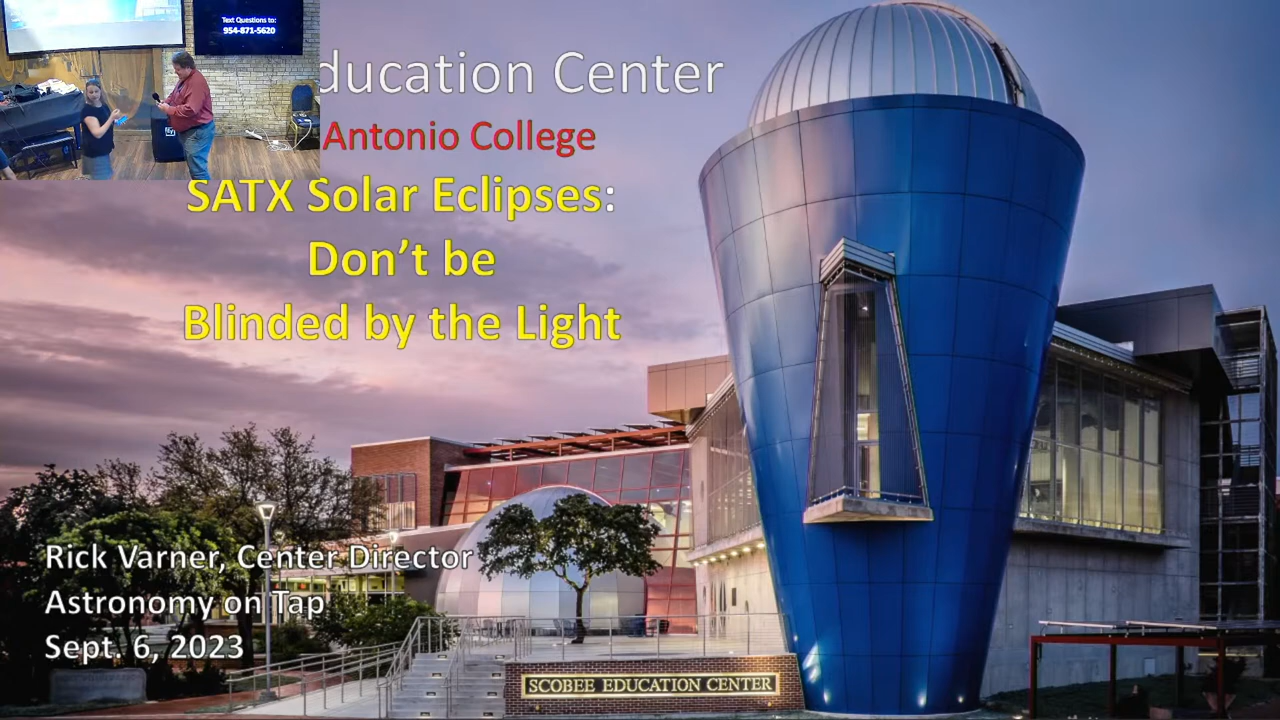 Text Questions to:
954-871-5620
ducation Center
Antonio College
SATX Solar Eclipses:
Don't be
Blinded by the Light
Rick Varner, Center Director
Astronomy on Tap
Sept. 6, 2023
SCOBEE EDUCATION CENTER